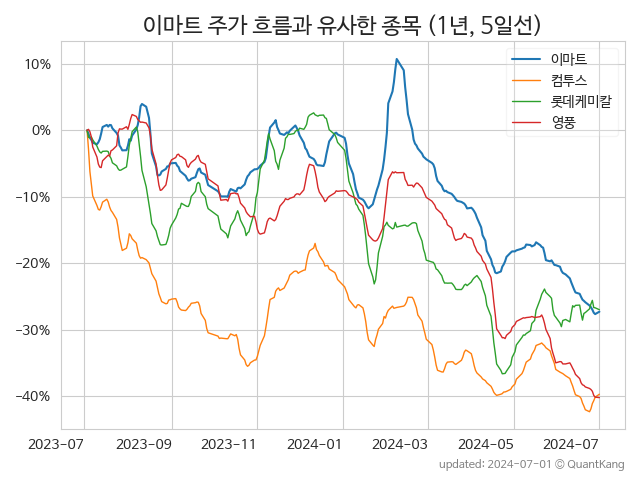 이마트 주가 흐름과 유사한 종목 (1년, 5일선)
이마트
컴투스
롯데케미칼
영풍
10%
0%
−10%
−20%
−30%
−40%
2023-07
2023-09
2023-11
2024-01
2024-03
2024-05
2024-07
updated: 2024-07-01 © QuantKang